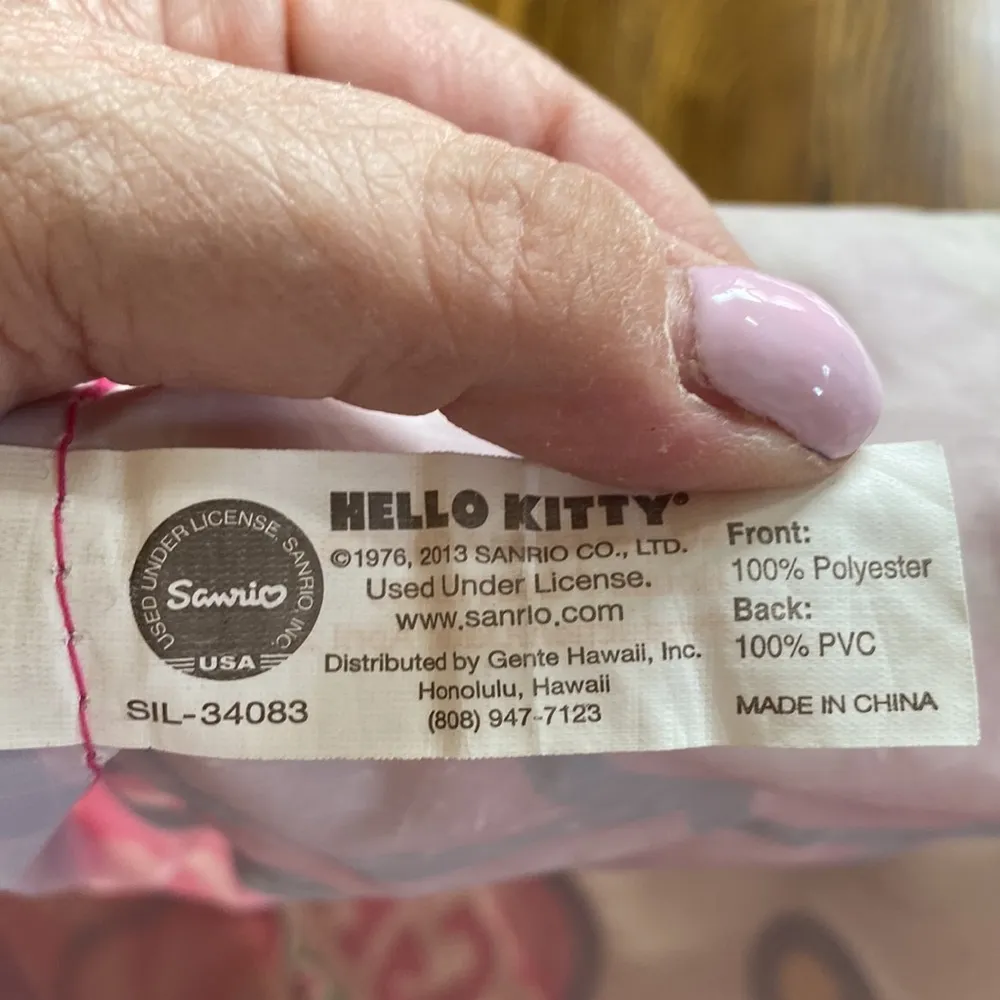 USED UNDER LICENSE, SANRIO, INC.
Sanrio
USA
SIL-34083
HELLO KITTY®
©1976, 2013 SANRIO CO., LTD.
Used Under License.
www.sanrio.com
Distributed by Gente Hawaii, Inc.
Honolulu, Hawaii
(808) 947-7123
Front:
100% Polyester
Back:
100% PVC
MADE IN CHINA